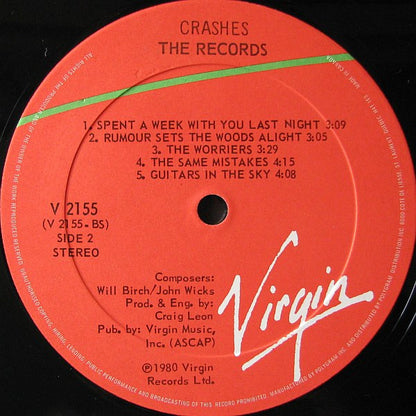 CRASHES
THE RECORDS
1. SPENT A WEEK WITH YOU LAST NIGHT 3:09
2. RUMOUR SETS THE WOODS ALIGHT 3:05
3. THE WORRIERS 3:29
4. THE SAME MISTAKES 4:15
5. GUITARS IN THE SKY 4:08
V 2155
(V 2155-BS)
SIDE 2
STEREO
Composers:
Will Birch/John Wicks
Prod. & Eng. by:
Craig Leon
Pub. by: Virgin Music,
Inc. (ASCAP)
Virgin
℗1980 Virgin
Records Ltd.
MADE IN CANADA